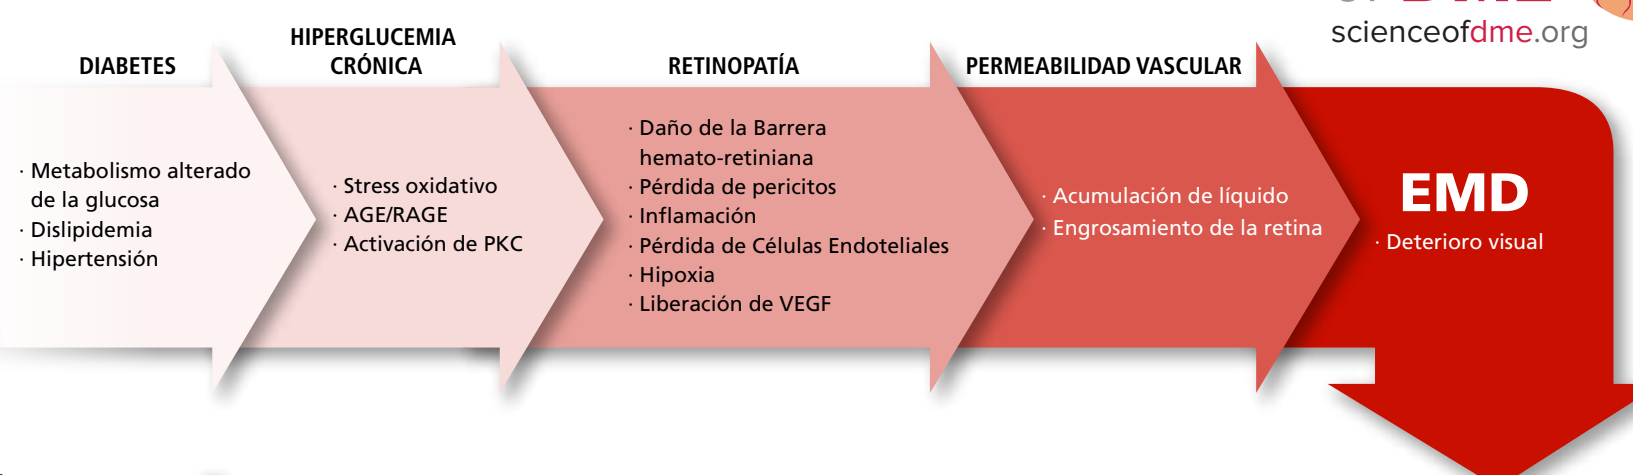 scienceofdme.org
DIABETES
HIPERGLUCEMIA
CRÓNICA
RETINOPATÍA
PERMEABILIDAD VASCULAR
· Metabolismo alterado
de la glucosa
· Dislipidemia
· Hipertensión
· Stress oxidativo
· AGE/RAGE
· Activación de PKC
· Daño de la Barrera
hemato-retiniana
· Pérdida de pericitos
· Inflamación
· Pérdida de Células Endoteliales
· Hipoxia
· Liberación de VEGF
· Acumulación de líquido
· Engrosamiento de la retina
EMD
· Deterioro visual